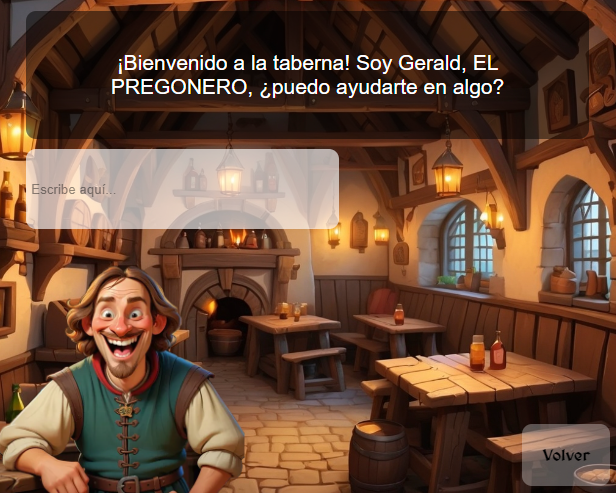 ¡Bienvenido a la taberna! Soy Gerald, EL
PREGONERO, ¿puedo ayudarte en algo?
Escribe aquí...
Volver